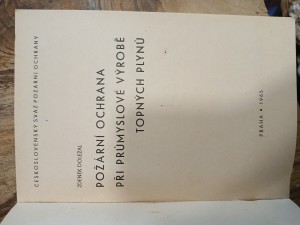 ČESKOSLOVENSKÝ SVAZ POŽÁRNÍ OCHRANY
ZDENĚK DOLEŽAL
POŽÁRNÍ OCHRANA
PŘI PRŮMYSLOVÉ VÝROBĚ
TOPNÝCH PLYNŮ
PRAHA • 1965